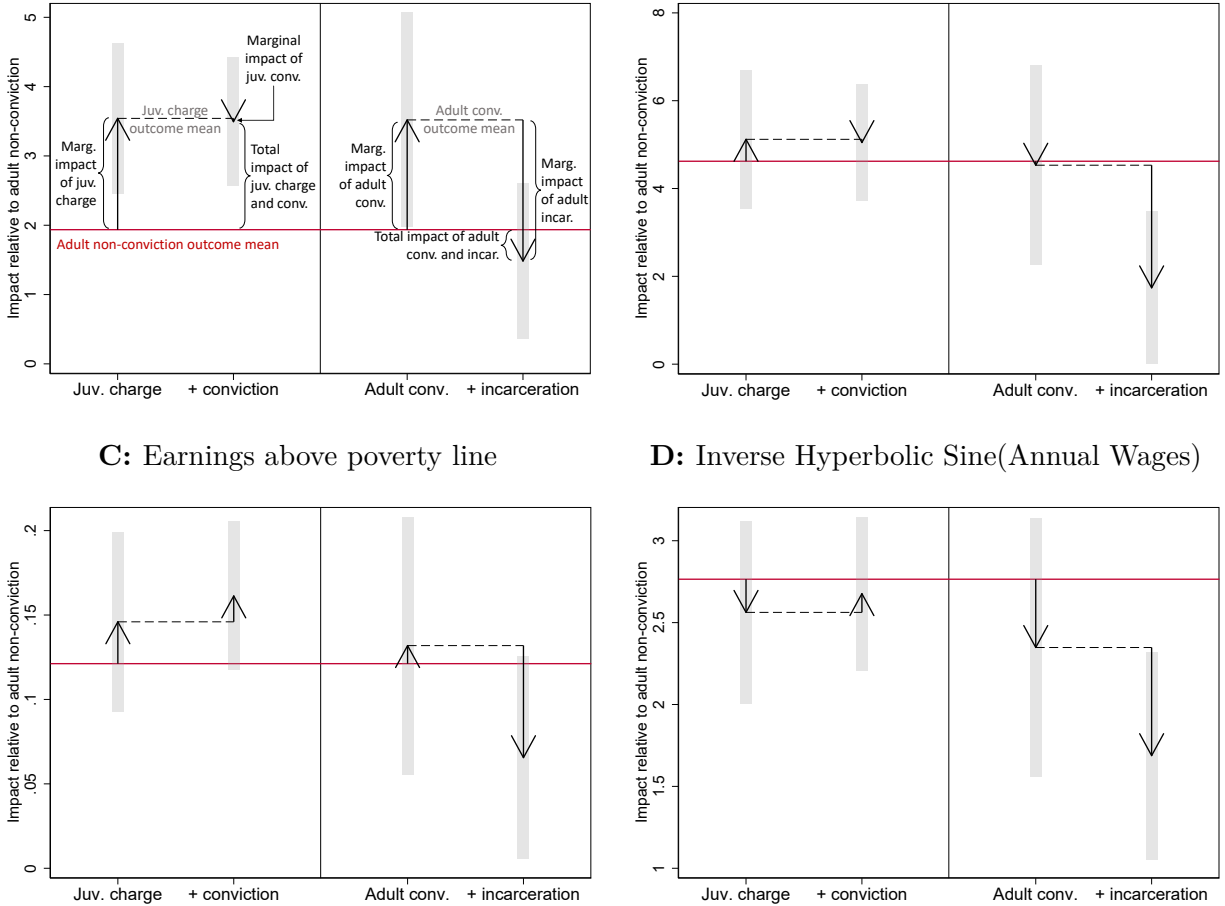 Impact relative to adult non-conviction
5
4
3
2
1
0
Marginal
impact of
juv. conv.
Juv. charge
outcome mean
Marg.
impact
of juv.
charge
Total
impact of
juv. charge
and conv.
Adult non-conviction outcome mean
Adult conv.
outcome mean
Marg.
impact
of adult
conv.
Marg.
impact
of adult
incar.
Total impact of adult
conv. and incar.
Juv. charge
+ conviction
Adult conv.
+ incarceration
Impact relative to adult non-conviction
8
6
4
2
0
Juv. charge
+ conviction
Adult conv.
+ incarceration
C: Earnings above poverty line
Impact relative to adult non-conviction
.2
.15
.1
.05
0
Juv. charge
+ conviction
Adult conv.
+ incarceration
D: Inverse Hyperbolic Sine(Annual Wages)
Impact relative to adult non-conviction
3
2.5
2
1.5
1
Juv. charge
+ conviction
Adult conv.
+ incarceration